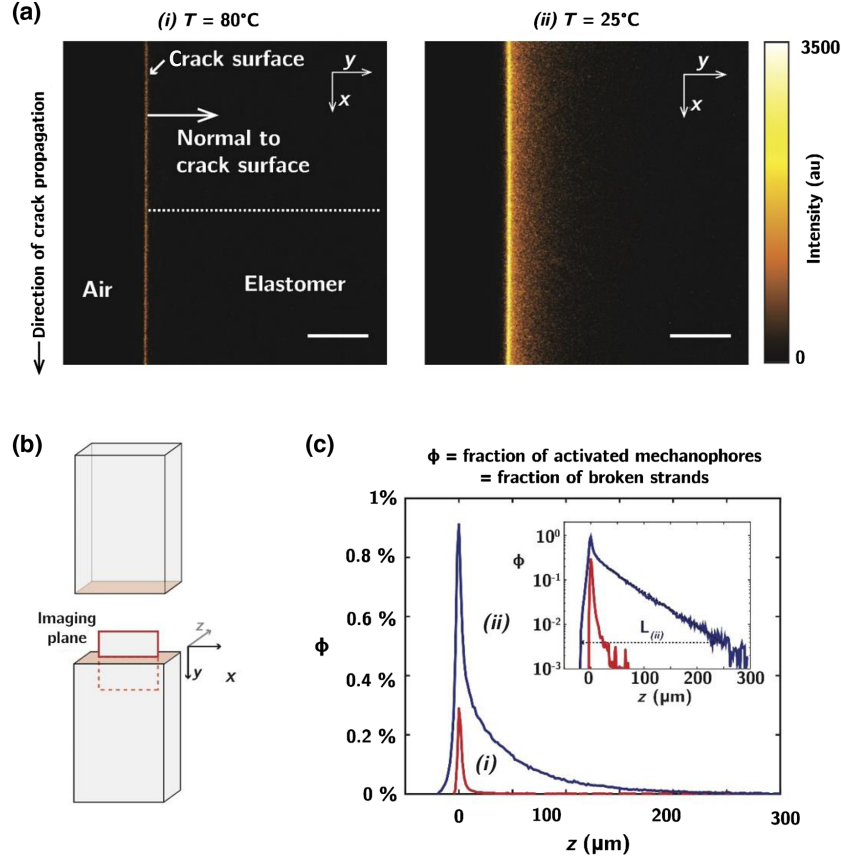 (a)
(i) T = 80°C
(ii) T = 25°C
Crack surface
y
x
Normal to
crack surface
Air
Elastomer
Direction of crack propagation
y
x
3500
Intensity (au)
0
(b)
Imaging
plane
z
y
x
(c)
ϕ = fraction of activated mechanophores
= fraction of broken strands
1%
0.8 %
0.6 %
0.4 %
0.2 %
0 %
ϕ
(ii)
(i)
0
100
200
300
z (µm)
ϕ
10⁰
10⁻¹
10⁻²
10⁻³
L(ii)
0
100
200
300
z (µm)